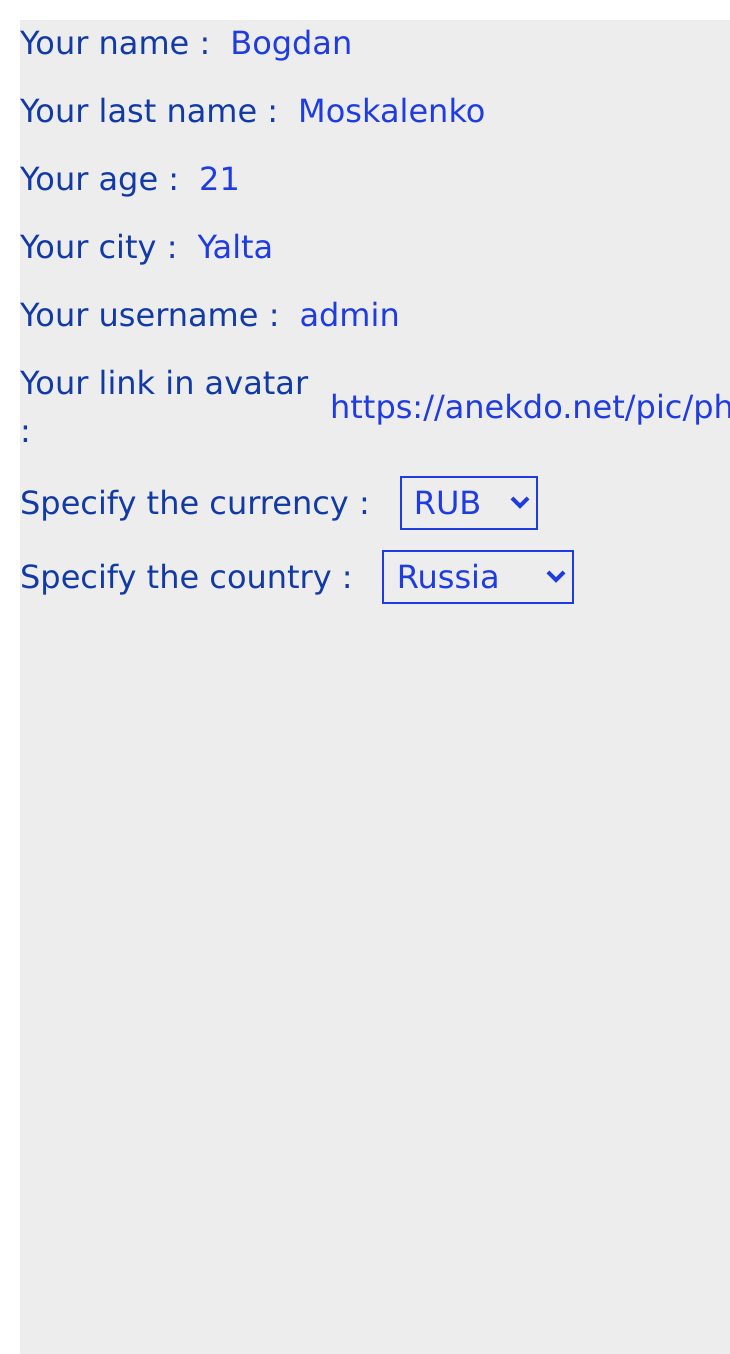 Your name : Bogdan
Your last name : Moskalenko
Your age : 21
Your city : Yalta
Your username : admin
Your link in avatar : https://anekdo.net/pic/ph
Specify the currency : RUB
Specify the country : Russia